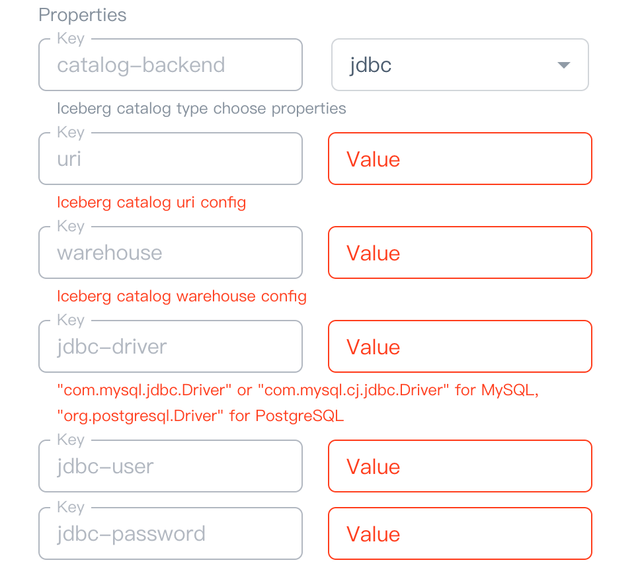 Properties
Key
catalog-backend
jdbc
Iceberg catalog type choose properties
Key
uri
Value
Iceberg catalog uri config
Key
warehouse
Value
Iceberg catalog warehouse config
Key
jdbc-driver
Value
"com.mysql.jdbc.Driver" or "com.mysql.cj.jdbc.Driver" for MySQL,
"org.postgresql.Driver" for PostgreSQL
Key
jdbc-user
Value
Key
jdbc-password
Value